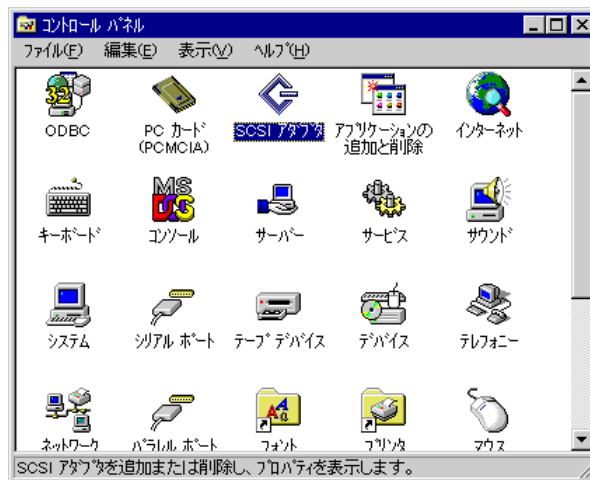 コントロール パネル
ファイル(F) 編集(E) 表示(V) ヘルプ(H)
ODBC
PC カード
(PCMCIA)
SCSI アダプタ
アプリケーションの
追加と削除
インターネット
キーボード
MS
DOS
コンソール
サーバー
サービス
サウンド
システム
シリアル ポート
テープ デバイス
デバイス
テレフォニー
ネットワーク
パラレル ポート
フォント
プリンタ
マウス
SCSI アダプタを追加または削除し、プロパティを表示します。
32